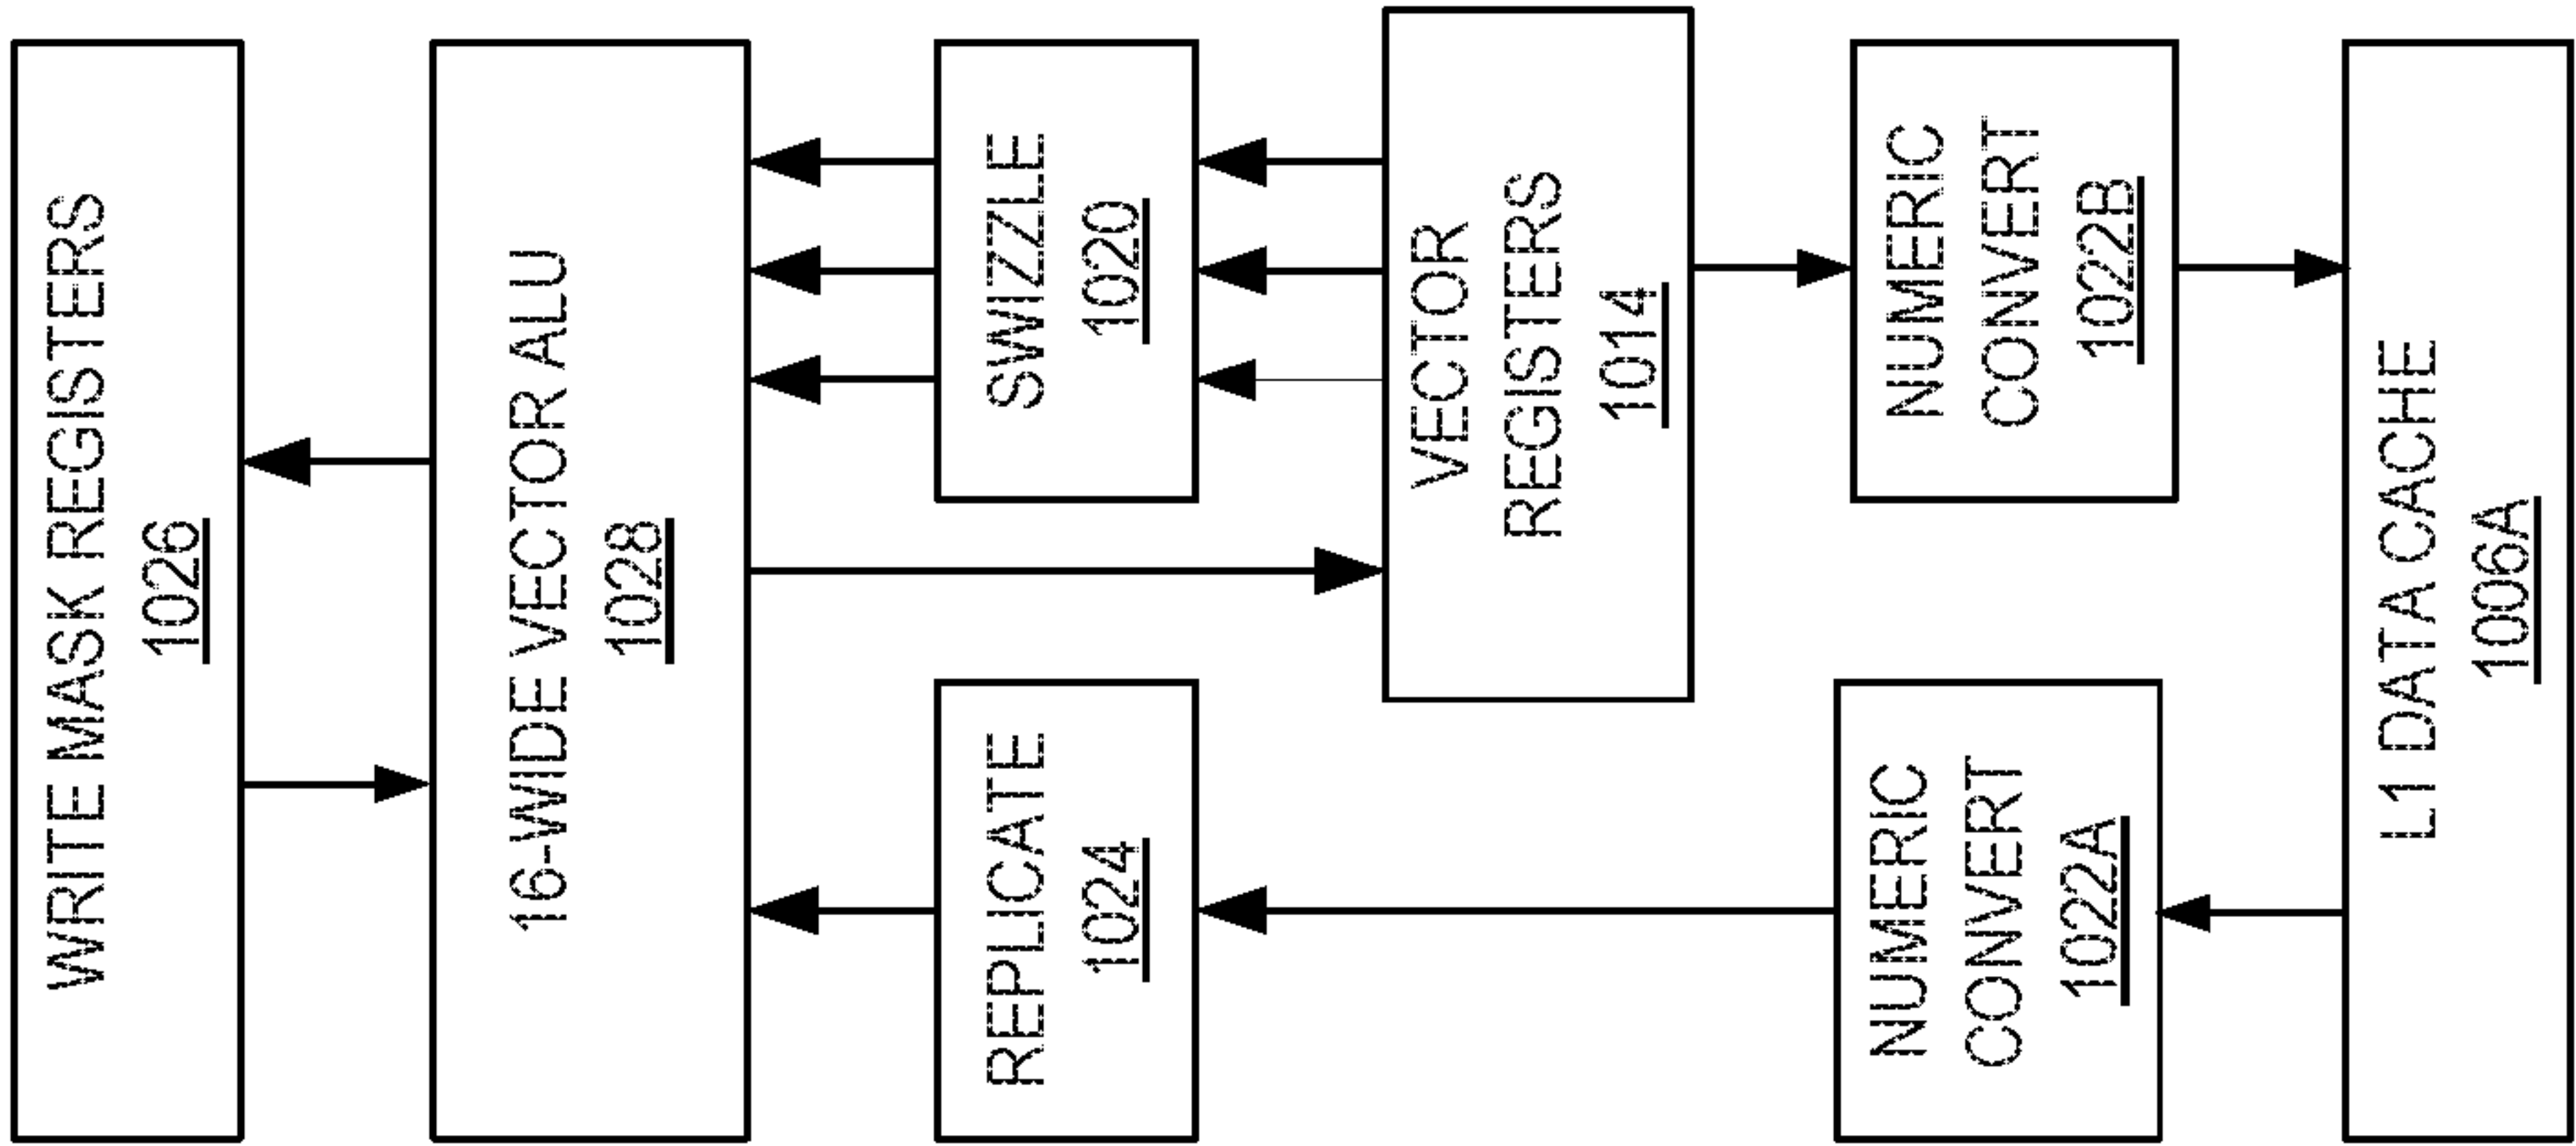 WRITE MASK REGISTERS
1026
16-WIDE VECTOR ALU
1028
REPLICATE
1024
SWIZZLE
1020
VECTOR
REGISTERS
1014
NUMERIC
CONVERT
1022A
NUMERIC
CONVERT
1022B
L1 DATA CACHE
1006A